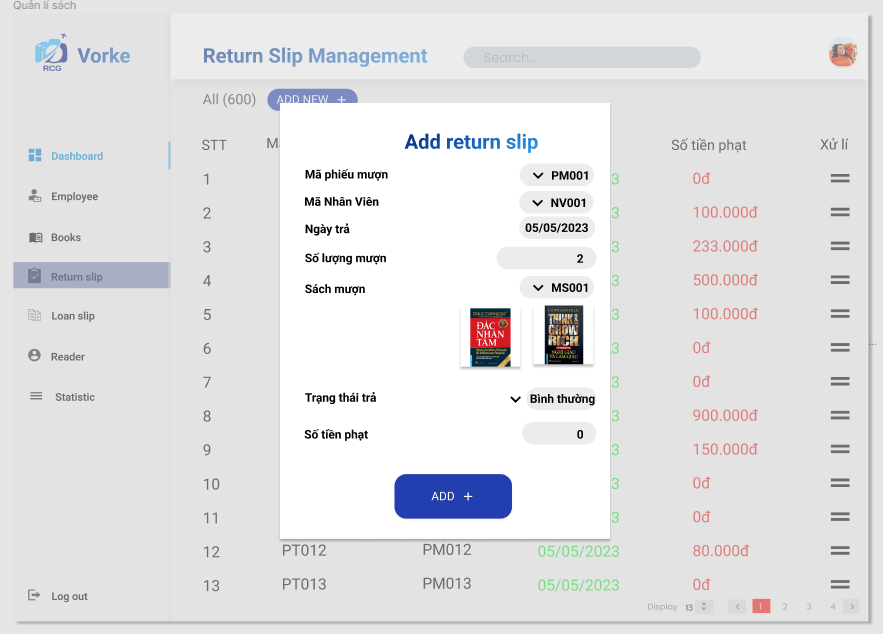 Quản lí sách
RCG
Vorke
Return Slip Management
Search...
All (600)
ADD NEW +
Dashboard
Employee
Books
Return slip
Loan slip
Reader
Statistic
Log out
STT
Số tiền phạt
Xử lí
1 3 0đ
2 3 100.000đ
3 3 233.000đ
4 3 500.000đ
5 3 100.000đ
6 3 0đ
7 3 0đ
8 3 900.000đ
9 3 150.000đ
10 3 0đ
11 3 0đ
12 PT012 PM012 05/05/2023 80.000đ
13 PT013 PM013 05/05/2023 0đ
Display 13 < 1 2 3 4 >
Add return slip
Mã phiếu mượn PM001
Mã Nhân Viên NV001
Ngày trả 05/05/2023
Số lượng mượn 2
Sách mượn MS001
DALE CARNEGIE
ĐẮC
NHÂN
TÂM
THINK &
GROW
RICH
NGHĨ GIÀU
VÀ LÀM GIÀU
Trạng thái trả Bình thường
Số tiền phạt 0
ADD +